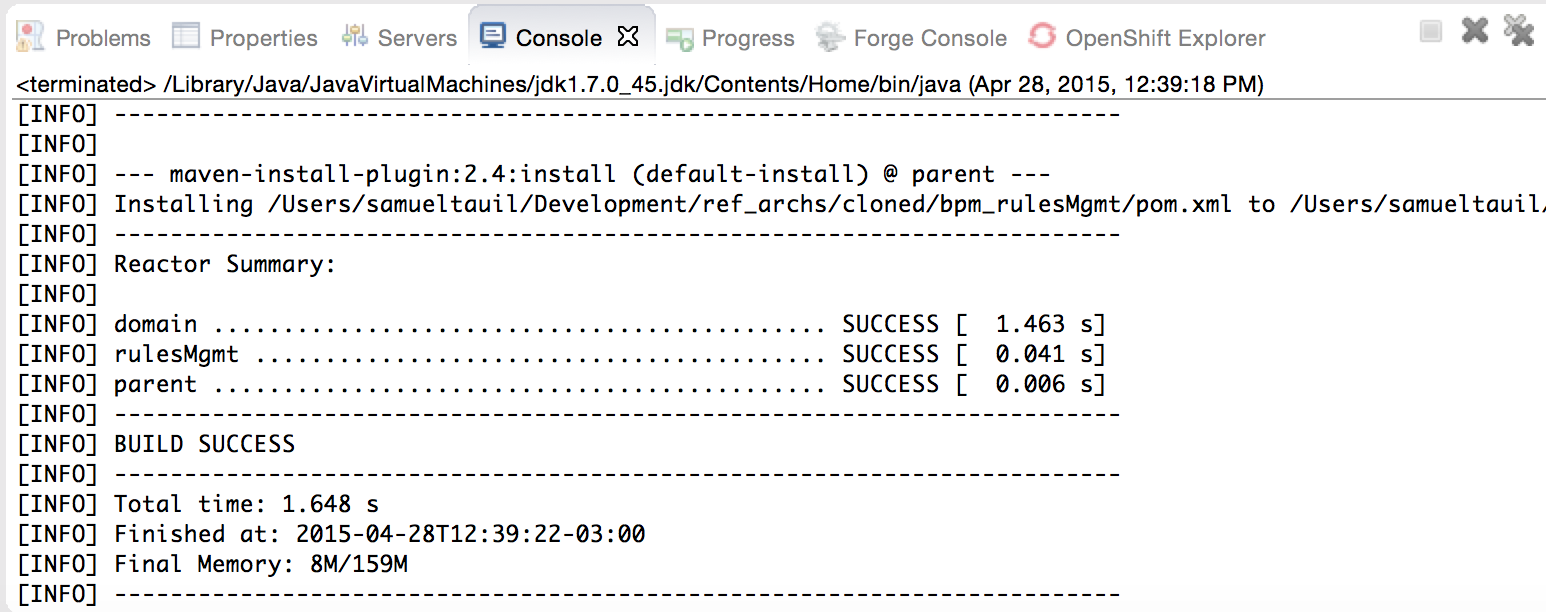 Problems Properties Servers Console Progress Forge Console OpenShift Explorer
<terminated> /Library/Java/JavaVirtualMachines/jdk1.7.0_45.jdk/Contents/Home/bin/java (Apr 28, 2015, 12:39:18 PM)
[INFO] ------------------------------------------------------------------------
[INFO]
[INFO] --- maven-install-plugin:2.4:install (default-install) @ parent ---
[INFO] Installing /Users/samueltauil/Development/ref_archs/cloned/bpm_rulesMgmt/pom.xml to /Users/samueltauil/
[INFO] ------------------------------------------------------------------------
[INFO] Reactor Summary:
[INFO]
[INFO] domain ............................................ SUCCESS [  1.463 s]
[INFO] rulesMgmt ......................................... SUCCESS [  0.041 s]
[INFO] parent ............................................ SUCCESS [  0.006 s]
[INFO] ------------------------------------------------------------------------
[INFO] BUILD SUCCESS
[INFO] ------------------------------------------------------------------------
[INFO] Total time: 1.648 s
[INFO] Finished at: 2015-04-28T12:39:22-03:00
[INFO] Final Memory: 8M/159M
[INFO] ------------------------------------------------------------------------